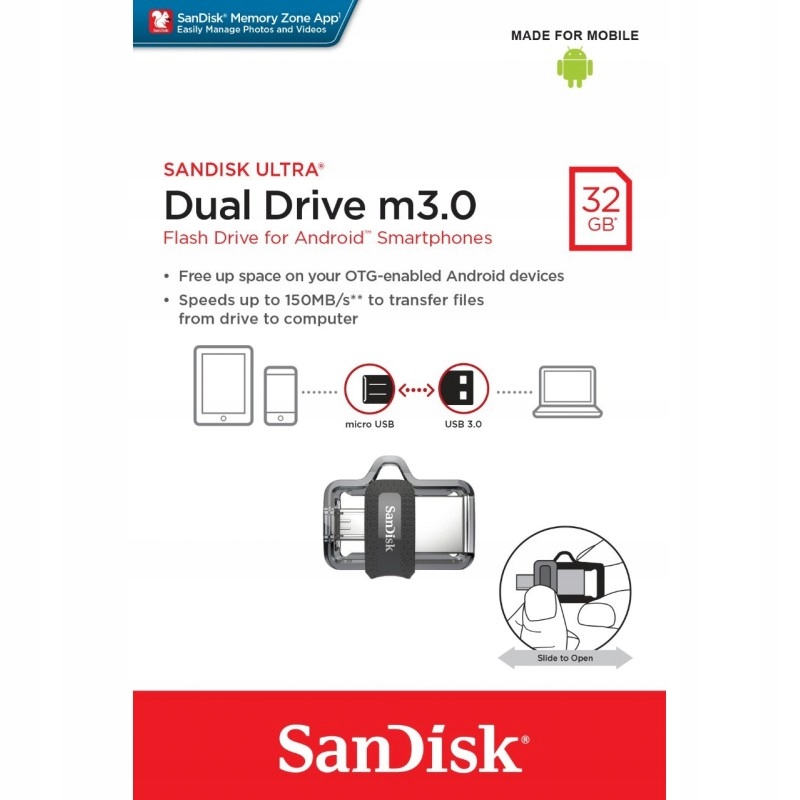 SanDisk® Memory Zone App¹
Easily Manage Photos and Videos
MADE FOR MOBILE
SANDISK ULTRA®
Dual Drive m3.0
Flash Drive for Android™ Smartphones
32
GB*
• Free up space on your OTG-enabled Android devices
• Speeds up to 150MB/s** to transfer files
from drive to computer
micro USB
USB 3.0
SanDisk
Slide to Open
SanDisk®